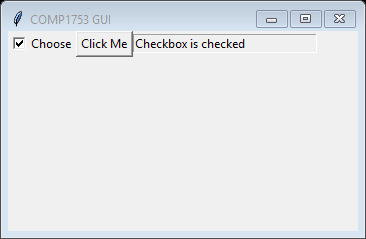 COMP1753 GUI
Choose Click Me Checkbox is checked